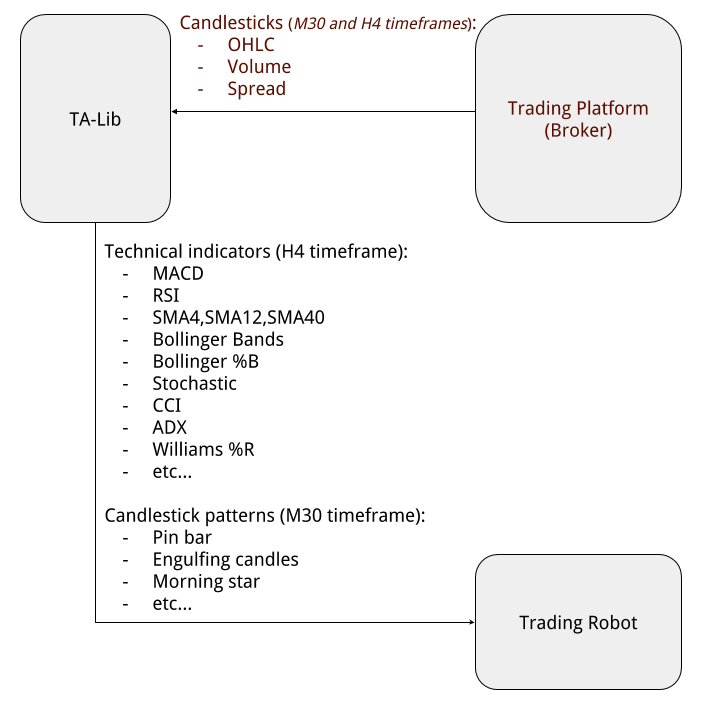 Candlesticks (M30 and H4 timeframes):
- OHLC
- Volume
- Spread
TA-Lib
Trading Platform
(Broker)
Technical indicators (H4 timeframe):
- MACD
- RSI
- SMA4,SMA12,SMA40
- Bollinger Bands
- Bollinger %B
- Stochastic
- CCI
- ADX
- Williams %R
- etc...
Candlestick patterns (M30 timeframe):
- Pin bar
- Engulfing candles
- Morning star
- etc...
Trading Robot